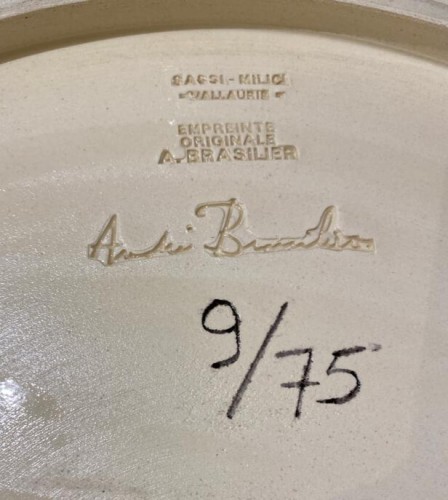 SASSI-MILICI
VALLAURIS
EMPREINTE
ORIGINALE
A. BRASILIER
André Brasilier
9/75